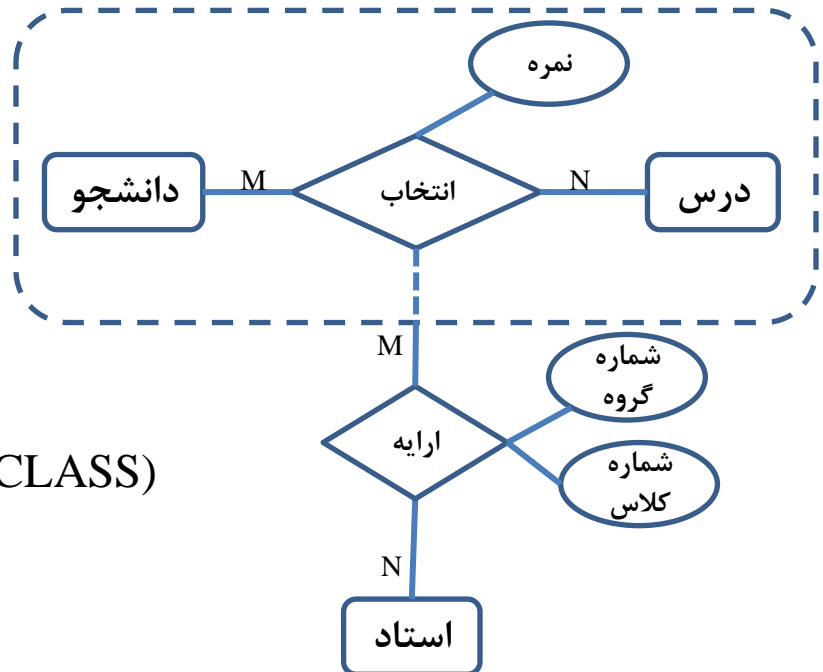 نمره
دانشجو
M
انتخاب
N
درس
M
شماره
گروه
ارایه
شماره
کلاس
CLASS)
N
استاد